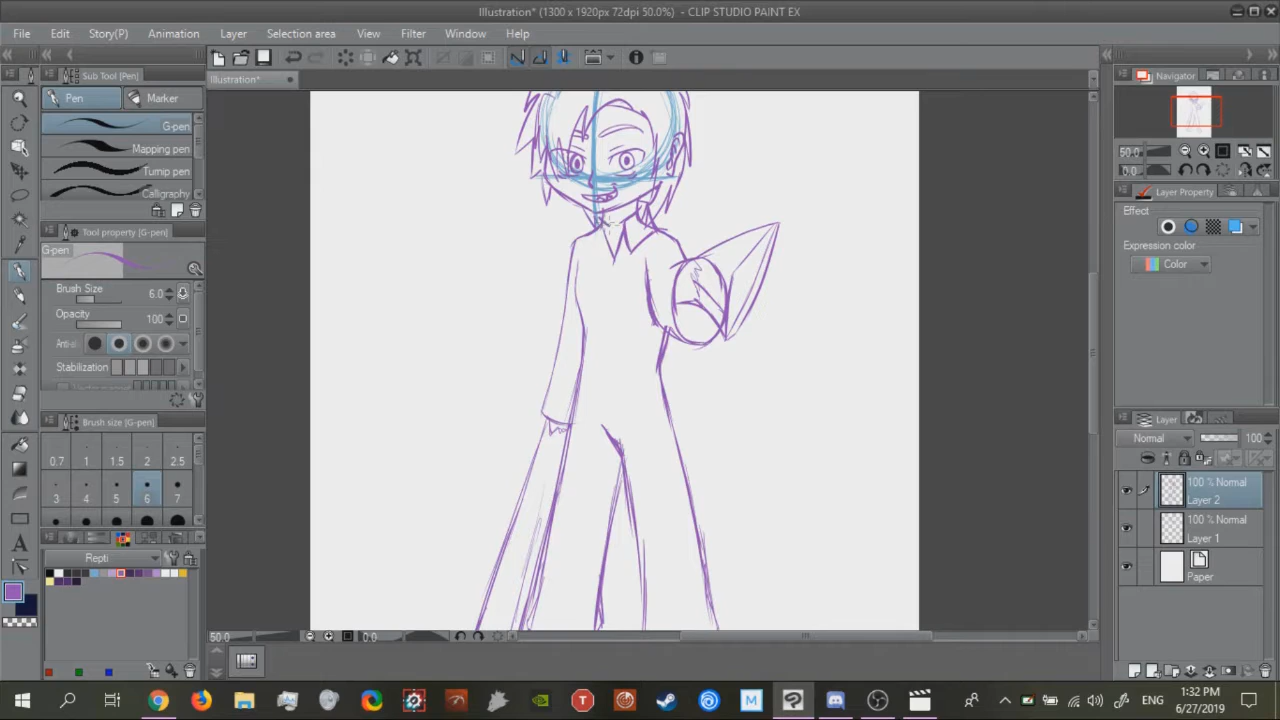 Illustration* (1300 x 1920px 72dpi 50.0%) - CLIP STUDIO PAINT EX
File Edit Story(P) Animation Layer Selection area View Filter Window Help
Sub Tool [Pen]
Pen Marker
G-pen
Mapping pen
Turnip pen
Calligraphy
Tool property [G-pen]
G-pen
Brush Size 6.0
Opacity 100
Anti-al
Stabilization
Brush size [G-pen]
0.7 1 1.5 2 2.5
3 4 5 6 7
Repti
Illustration*
50.0 0.0
Navigator
50.0
0.0
Layer Property
Effect
Expression color
Color
Layer
Normal 100
100 % Normal
Layer 2
100 % Normal
Layer 1
Paper
T
M
ENG
1:32 PM
6/27/2019